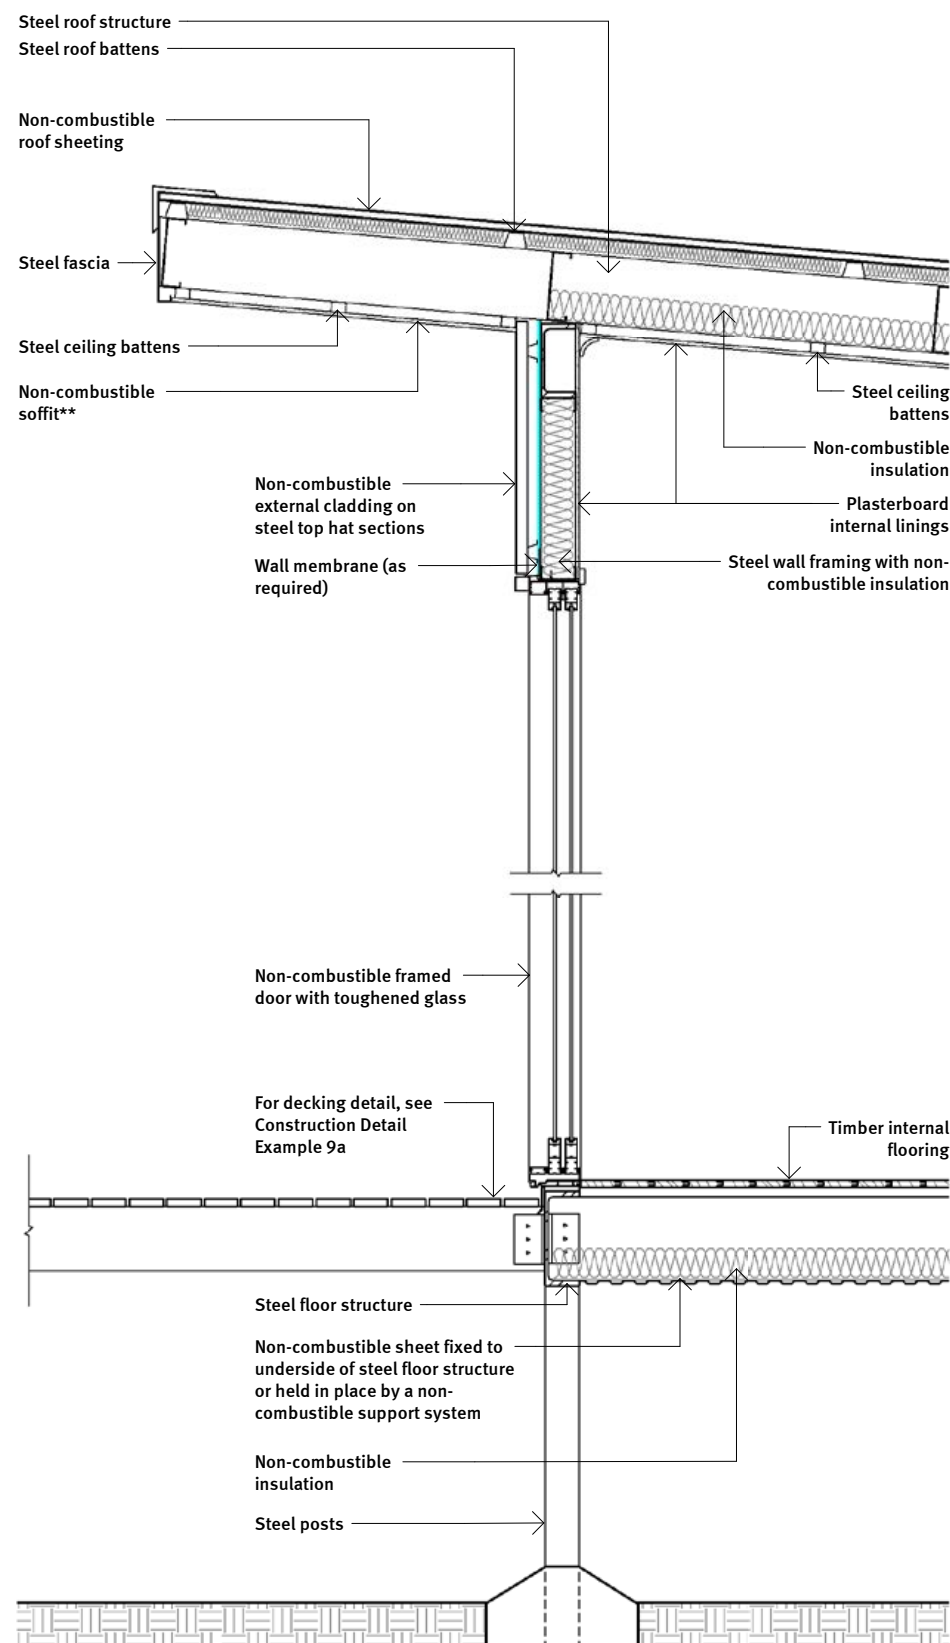 Steel roof structure
Steel roof battens
Non-combustible
roof sheeting
Steel fascia
Steel ceiling battens
Non-combustible
soffit**
Steel ceiling
battens
Non-combustible
insulation
Non-combustible
external cladding on
steel top hat sections
Plasterboard
internal linings
Wall membrane (as
required)
Steel wall framing with non-
combustible insulation
Non-combustible framed
door with toughened glass
For decking detail, see
Construction Detail
Example 9a
Timber internal
flooring
Steel floor structure
Non-combustible sheet fixed to
underside of steel floor structure
or held in place by a non-
combustible support system
Non-combustible
insulation
Steel posts